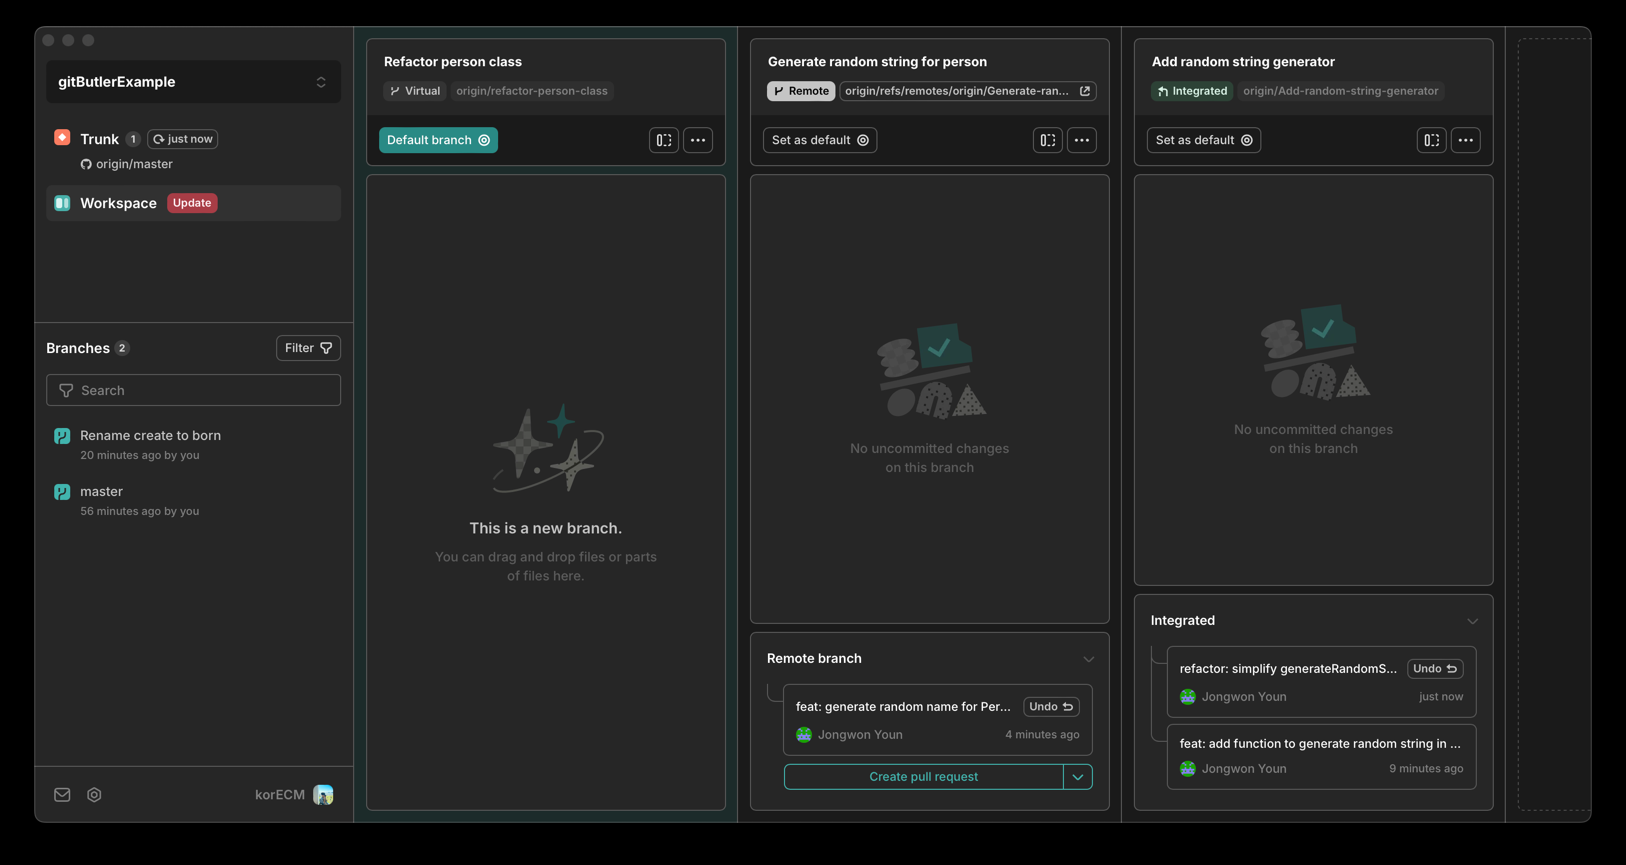 gitButlerExample
Trunk 1 just now
origin/master
Workspace Update
Branches 2 Filter
Search
Rename create to born
20 minutes ago by you
master
56 minutes ago by you
korECM
Refactor person class
Virtual origin/refactor-person-class
Default branch
This is a new branch.
You can drag and drop files or parts
of files here.
Generate random string for person
Remote origin/refs/remotes/origin/Generate-ran...
Set as default
No uncommitted changes
on this branch
Remote branch
feat: generate random name for Per... Undo
Jongwon Youn 4 minutes ago
Create pull request
Add random string generator
Integrated origin/Add-random-string-generator
Set as default
No uncommitted changes
on this branch
Integrated
refactor: simplify generateRandomS... Undo
Jongwon Youn just now
feat: add function to generate random string in ...
Jongwon Youn 9 minutes ago